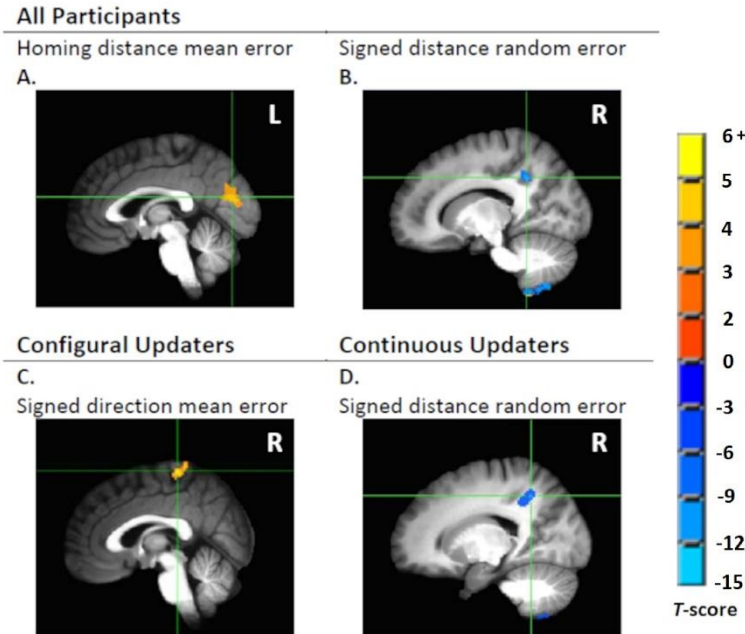 All Participants
Homing distance mean error
Signed distance random error
A.
B.
L
R
Configural Updaters
Continuous Updaters
C.
D.
Signed direction mean error
Signed distance random error
R
R
6+
5
4
3
2
0
-3
-6
-9
-12
-15
T-score